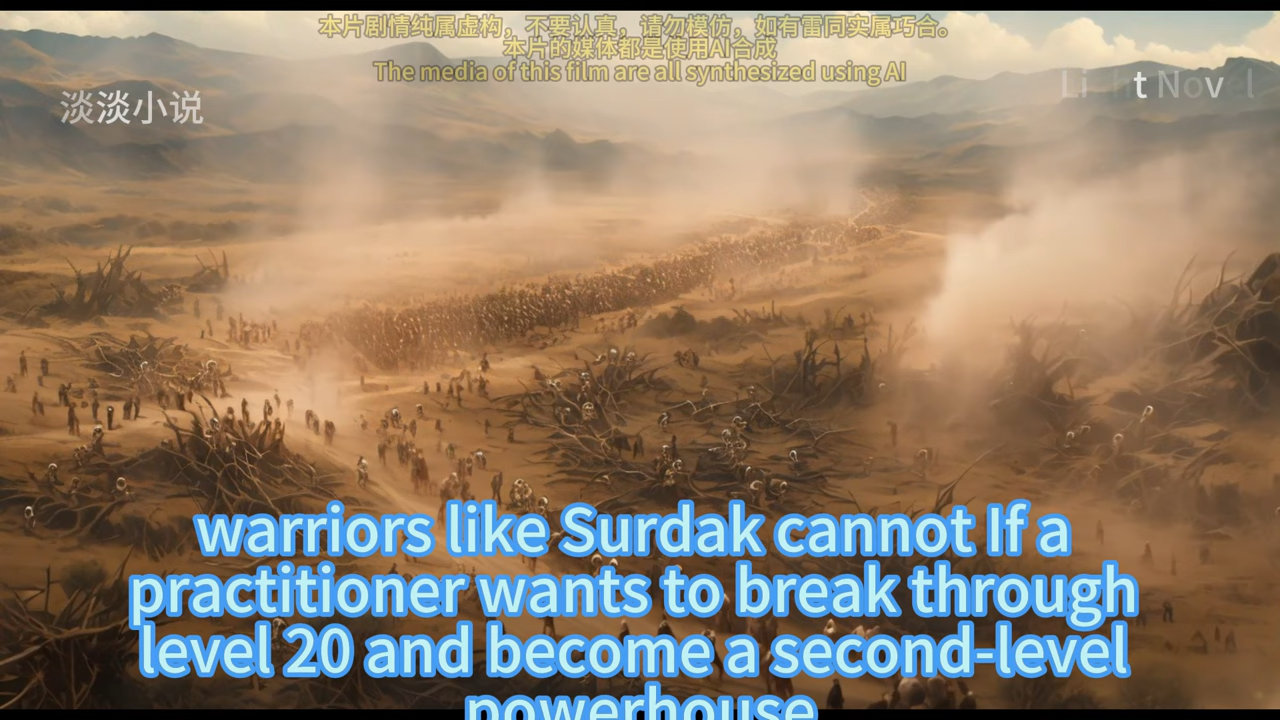 本片剧情纯属虚构，不要认真，请勿模仿，如有雷同实属巧合。
本片的媒体都是使用AI合成
The media of this film are all synthesized using AI
淡淡小说
Light Novel
warriors like Surdak cannot If a
practitioner wants to break through
level 20 and become a second-level
powerhouse